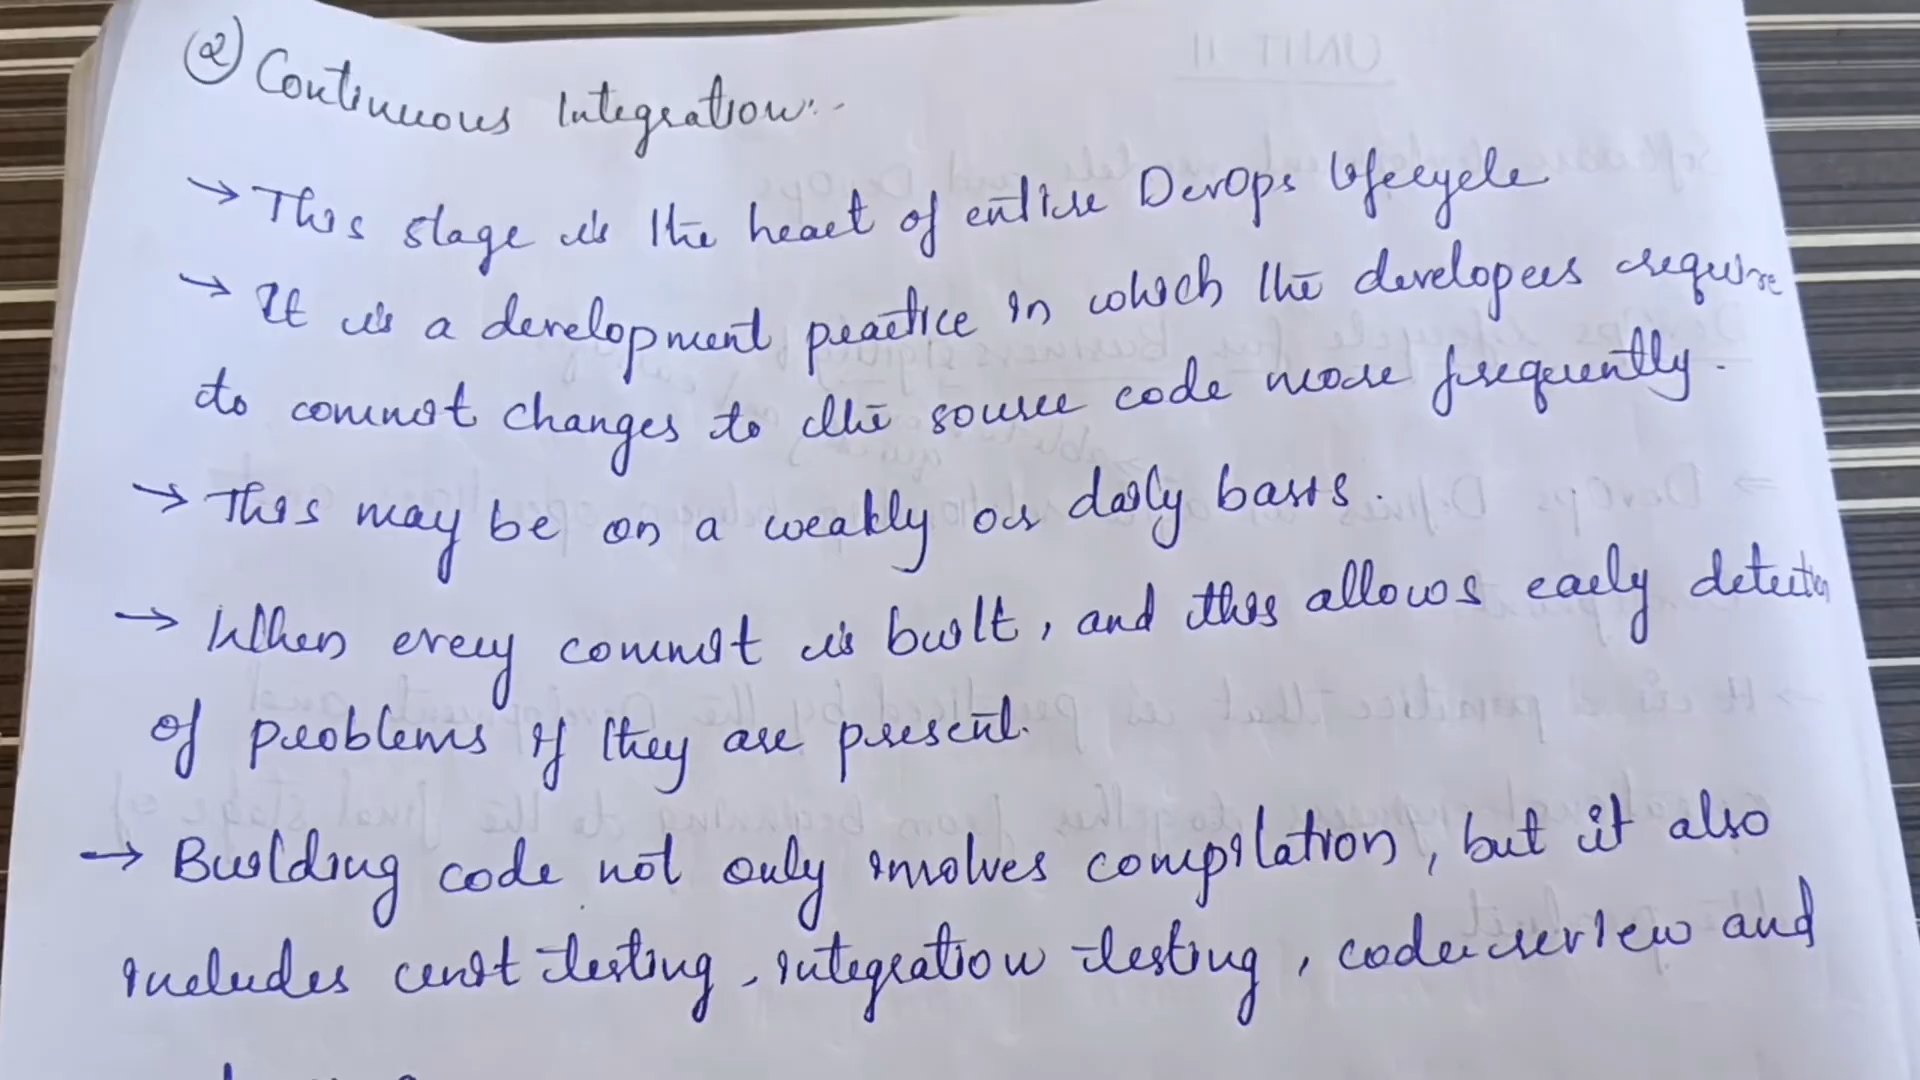 ② Continuous Integration:-
→ This stage is the heart of entire DevOps lifecycle
→ It is a development practice in which the developers require
to commit changes to the source code more frequently.
→ This may be on a weakly or daily basis.
→ When every commit is built, and this allows early detection
of problems if they are present.
→ Building code not only involves compilation, but it also
includes unit testing, integration testing, code review and